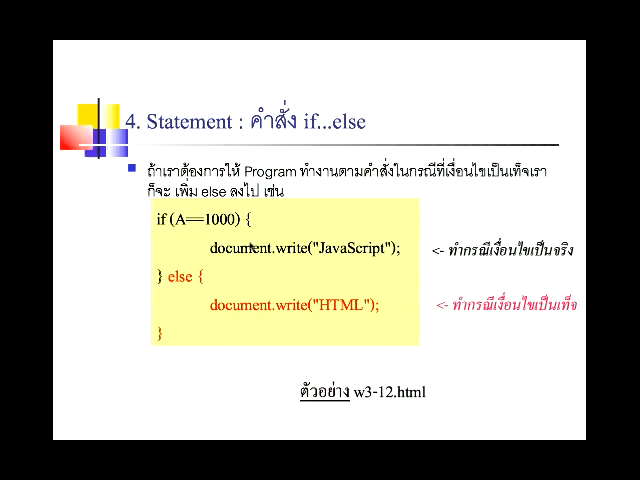 4. Statement : คำสั่ง if...else
ถ้าเราต้องการให้ Program ทำงานตามคำสั่งในกรณีที่เงื่อนไขเป็นเท็จเรา
ก็จะ เพิ่ม else ลงไป เช่น
if (A==1000) {
document.write("JavaScript"); <- ทำกรณีเงื่อนไขเป็นจริง
} else {
document.write("HTML"); <- ทำกรณีเงื่อนไขเป็นเท็จ
}
ตัวอย่าง w3-12.html